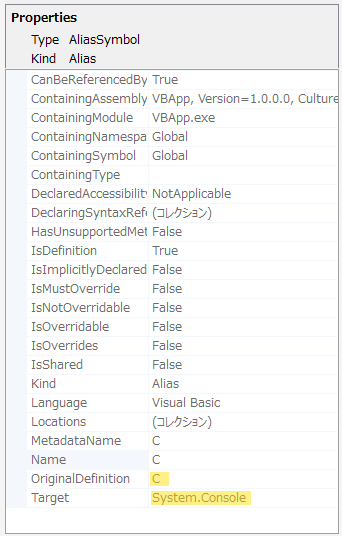 Properties
Type AliasSymbol
Kind Alias
CanBeReferencedBy True
ContainingAssembly VBApp, Version=1.0.0.0, Culture
ContainingModule VBApp.exe
ContainingNamespa Global
ContainingSymbol Global
ContainingType
DeclaredAccessibility NotApplicable
DeclaringSyntaxRefe (コレクション)
HasUnsupportedMet False
IsDefinition True
IsImplicitlyDeclared False
IsMustOverride False
IsNotOverridable False
IsOverridable False
IsOverrides False
IsShared False
Kind Alias
Language Visual Basic
Locations (コレクション)
MetadataName C
Name C
OriginalDefinition C
Target System.Console